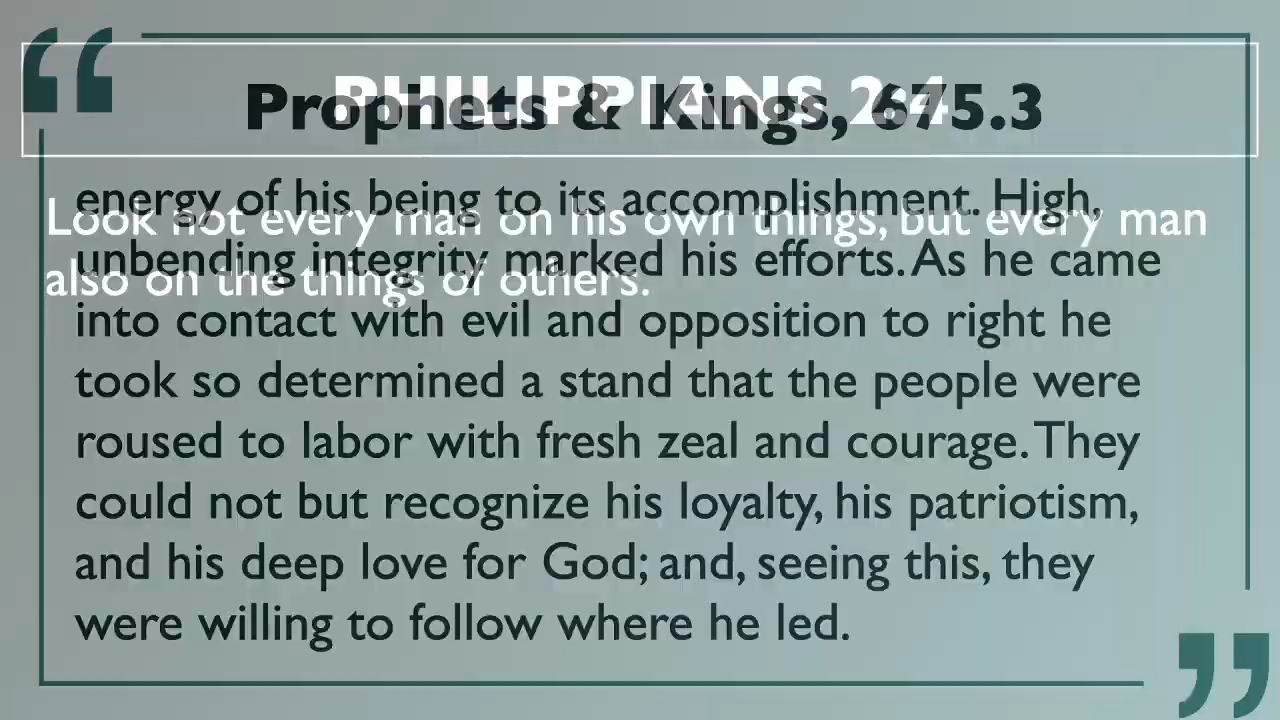 PHILIPPIANS 2:4
Look not every man on his own things, but every man
also on the things of others.
Prophets & Kings, 675.3
energy of his being to its accomplishment. High,
unbending integrity marked his efforts. As he came
into contact with evil and opposition to right he
took so determined a stand that the people were
roused to labor with fresh zeal and courage. They
could not but recognize his loyalty, his patriotism,
and his deep love for God; and, seeing this, they
were willing to follow where he led.